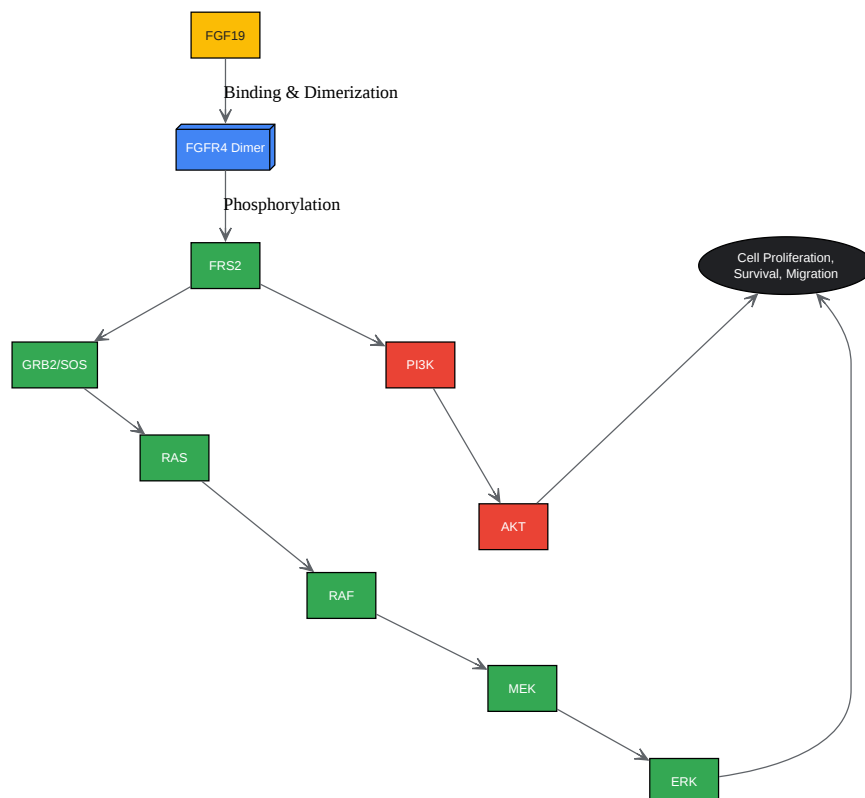 FGF19
Binding & Dimerization
FGFR4 Dimer
Phosphorylation
FRS2
Cell Proliferation,
Survival, Migration
GRB2/SOS
PI3K
RAS
AKT
RAF
MEK
ERK